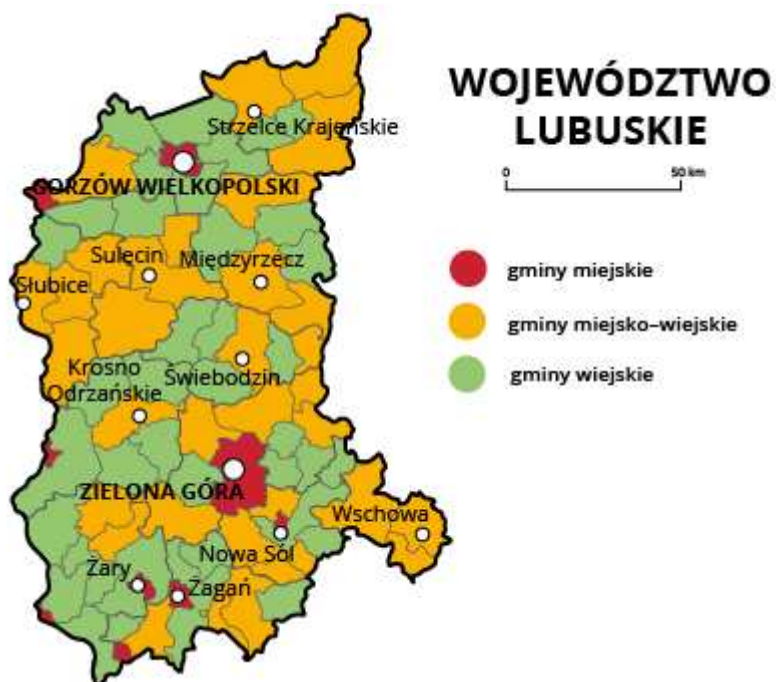 WOJEWÓDZTWO
LUBUSKIE
0 50 km
gminy miejskie
gminy miejsko–wiejskie
gminy wiejskie
Strzelce Krajeńskie
GORZÓW WIELKOPOLSKI
Sulęcin
Międzyrzecz
Słubice
Krosno
Odrzańskie
Świebodzin
ZIELONA GÓRA
Wschowa
Nowa Sól
Żary
Żagań